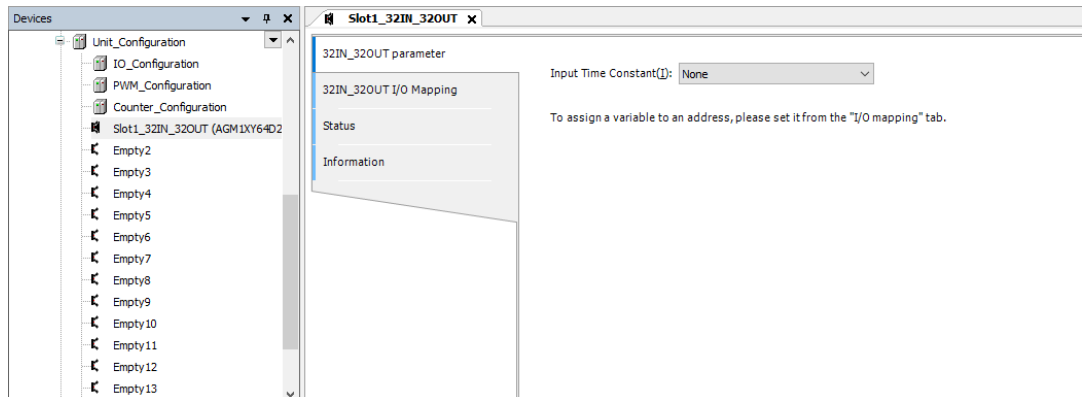 Devices
Unit_Configuration
IO_Configuration
PWM_Configuration
Counter_Configuration
Slot1_32IN_32OUT (AGM1XY64D2
Empty2
Empty3
Empty4
Empty5
Empty6
Empty7
Empty8
Empty9
Empty10
Empty11
Empty12
Empty13
Slot1_32IN_32OUT
32IN_32OUT parameter
32IN_32OUT I/O Mapping
Status
Information
Input Time Constant(I): None
To assign a variable to an address, please set it from the "I/O mapping" tab.